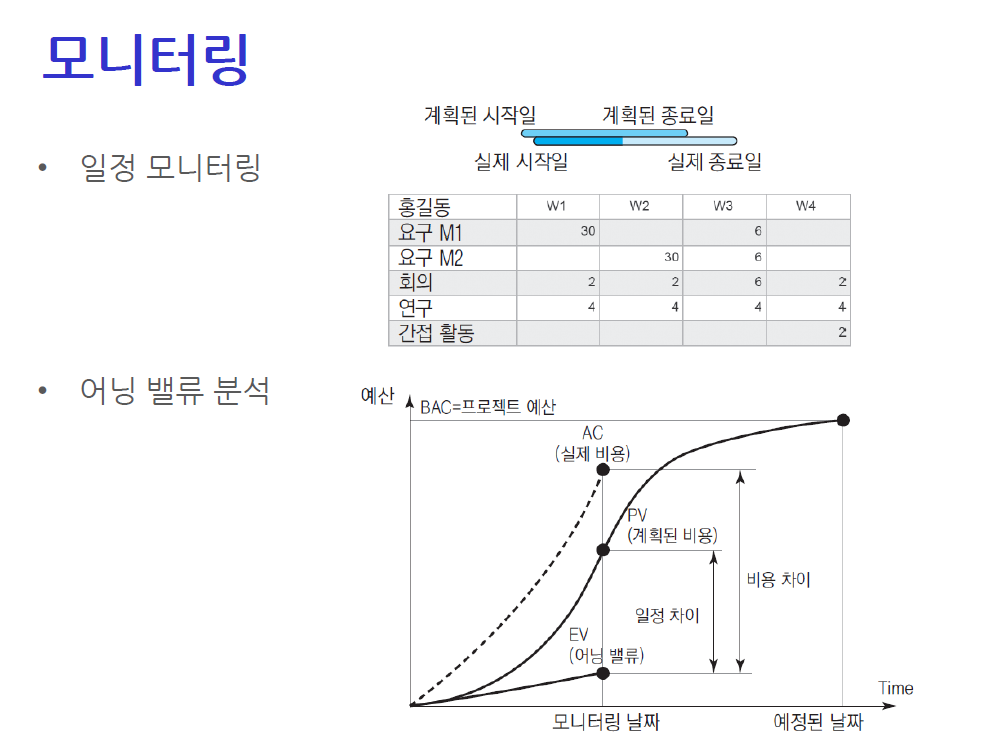 모니터링
• 일정 모니터링
계획된 시작일 계획된 종료일
실제 시작일 실제 종료일
홍길동 W1 W2 W3 W4
요구 M1 30 6
요구 M2 30 6
회의 2 2 6 2
연구 4 4 4 4
간접 활동 2
• 어닝 밸류 분석
예산
BAC=프로젝트 예산
AC
(실제 비용)
PV
(계획된 비용)
비용 차이
일정 차이
EV
(어닝 밸류)
Time
모니터링 날짜 예정된 날짜